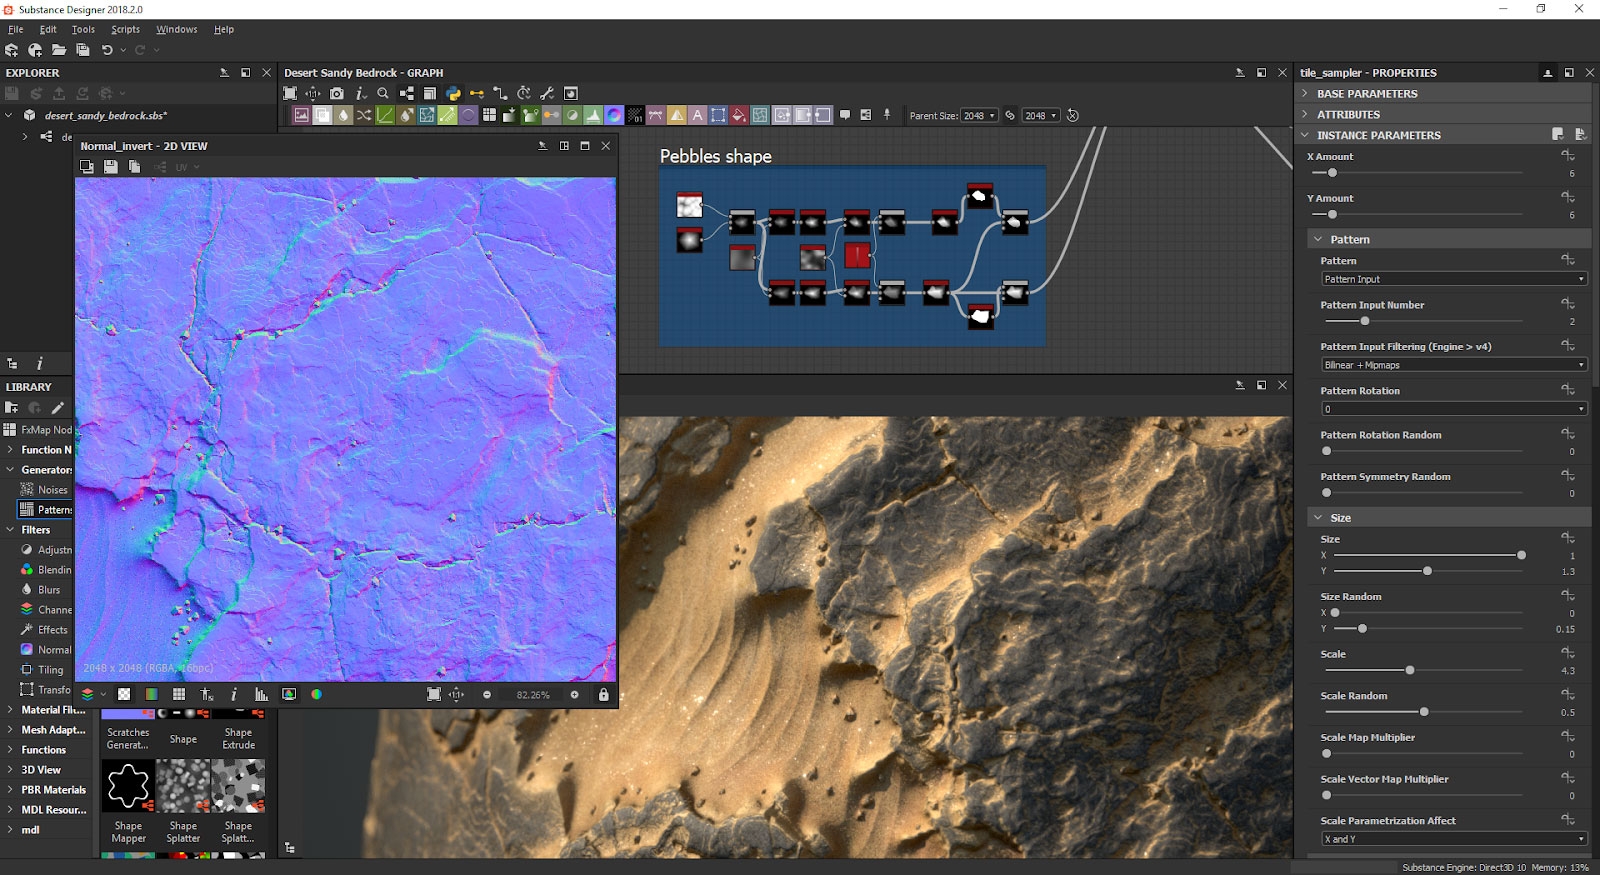 Substance Designer 2018.2.0
File Edit Tools Scripts Windows Help
EXPLORER
desert_sandy_bedrock.sbs*
de
Desert Sandy Bedrock - GRAPH
Parent Size: 2048 2048
Pebbles shape
Normal_invert - 2D VIEW
UV
2048 x 2048 (RGBA, 16bpc)
82.26%
LIBRARY
FxMap Nod
Function N
Generators
Noises
Patterns
Filters
Adjustn
Blendin
Blurs
Channe
Effects
Normal
Tiling
Transfo
Material Filt...
Mesh Adapt...
Functions
3D View
PBR Materials
MDL Resour...
mdl
Scratches Generat...
Shape
Shape Extrude
Shape Mapper
Shape Splatter
Shape Splatt...
tile_sampler - PROPERTIES
BASE PARAMETERS
ATTRIBUTES
INSTANCE PARAMETERS
X Amount
6
Y Amount
6
Pattern
Pattern
Pattern Input
Pattern Input Number
2
Pattern Input Filtering (Engine > v4)
Bilinear + Mipmaps
Pattern Rotation
0
Pattern Rotation Random
0
Pattern Symmetry Random
0
Size
Size
X 1
Y 1.3
Size Random
X 0
Y 0.15
Scale
4.3
Scale Random
0.5
Scale Map Multiplier
0
Scale Vector Map Multiplier
0
Scale Parametrization Affect
X and Y
Substance Engine: Direct3D 10 Memory: 13%